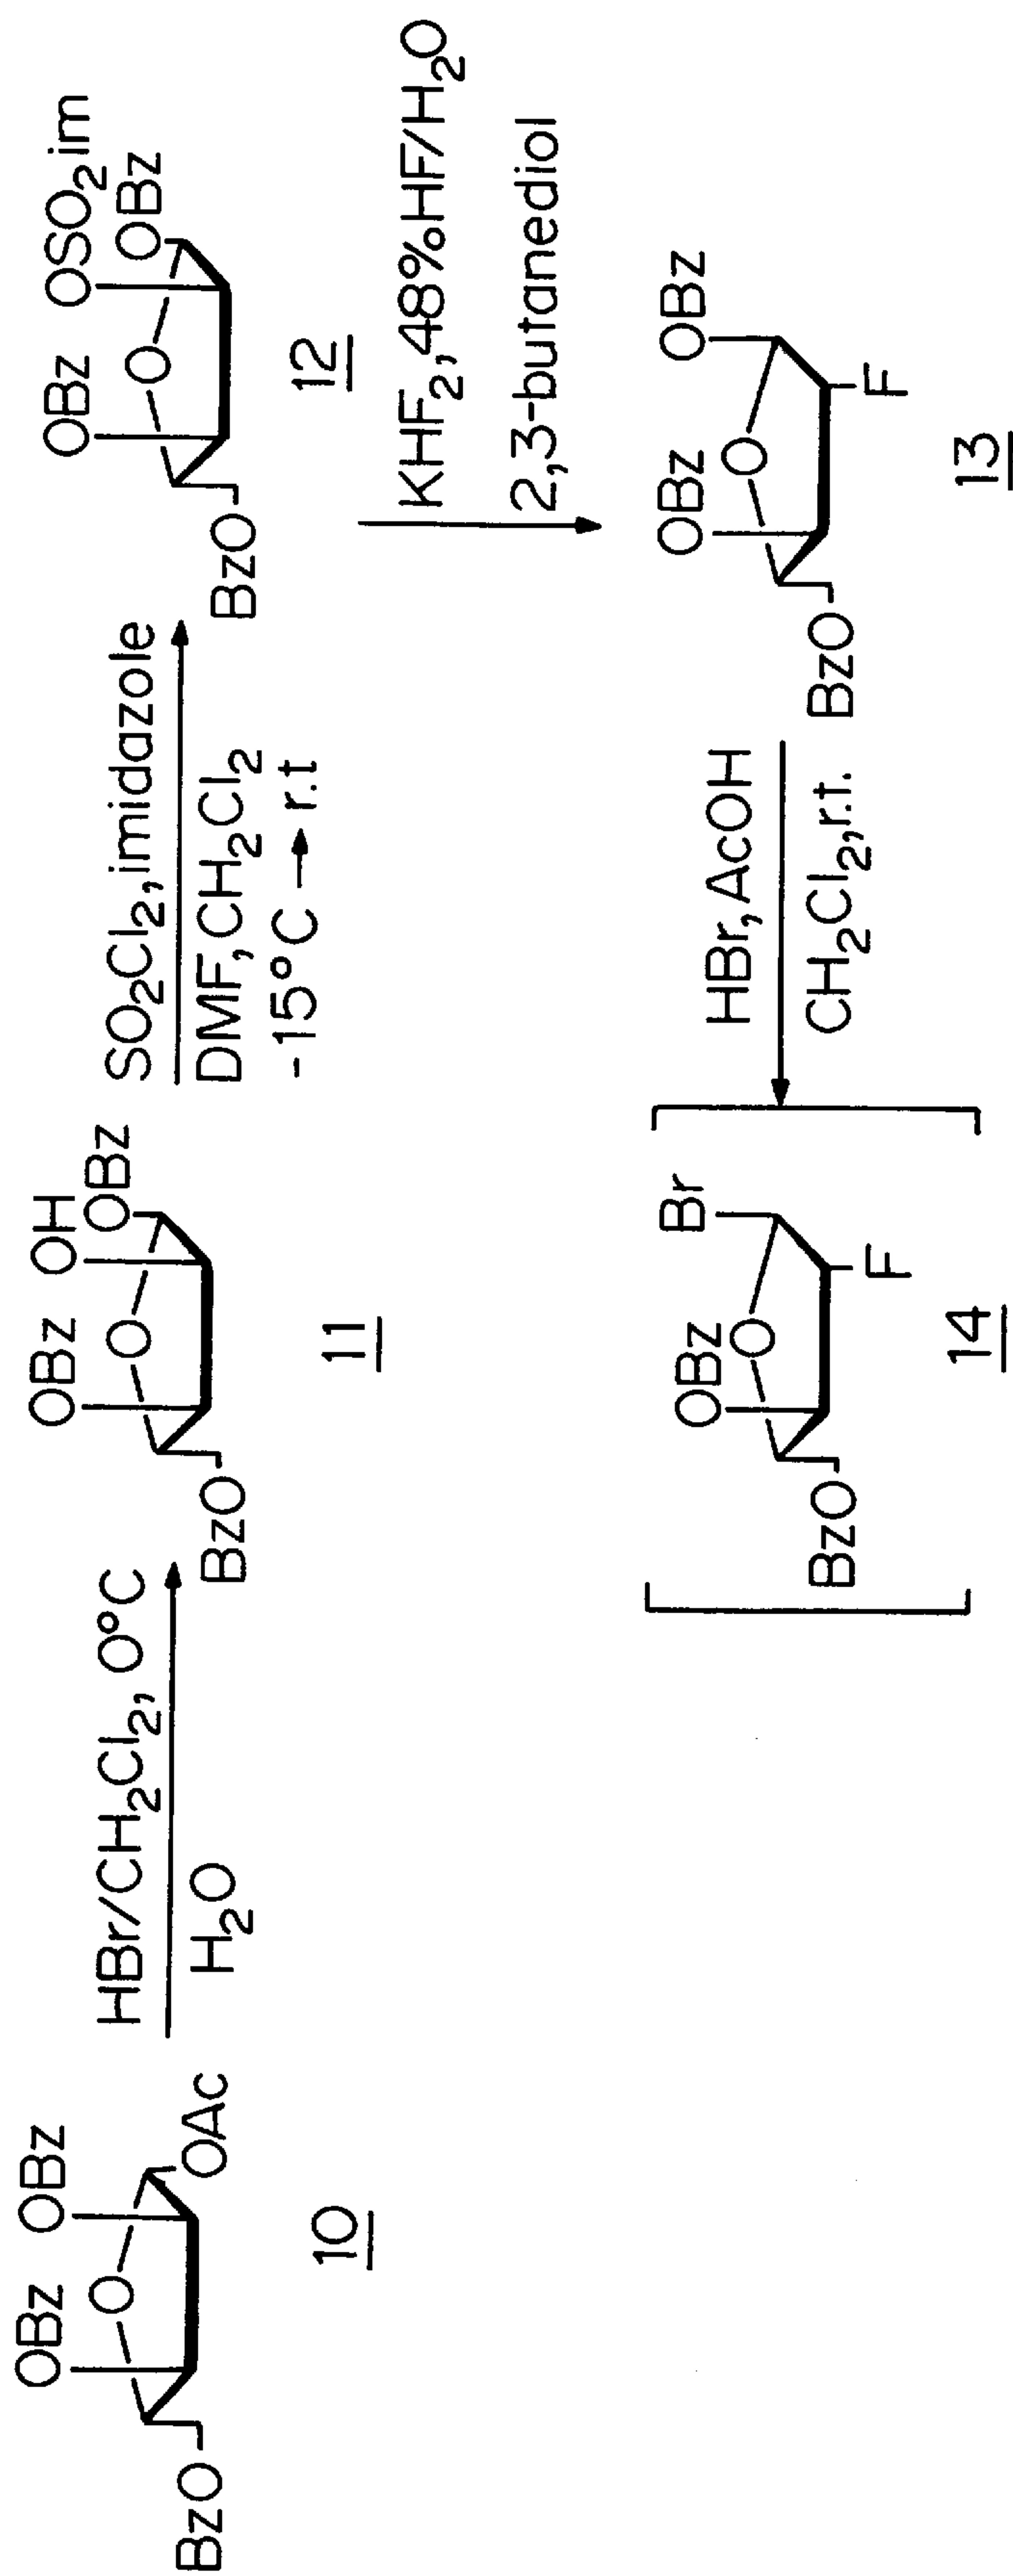 OBz
OBz
O
BzO
OAc
10
HBr/CH2Cl2, 0°C
H2O
OBz
OH
OBz
O
BzO
11
SO2Cl2,imidazole
DMF,CH2Cl2
-15°C → r.t
OBz
OSO2im
OBz
O
BzO
12
KHF2,48%HF/H2O
2,3-butanediol
OBz
OBz
O
BzO
F
13
HBr,AcOH
CH2Cl2,r.t.
OBz
Br
O
BzO
F
14